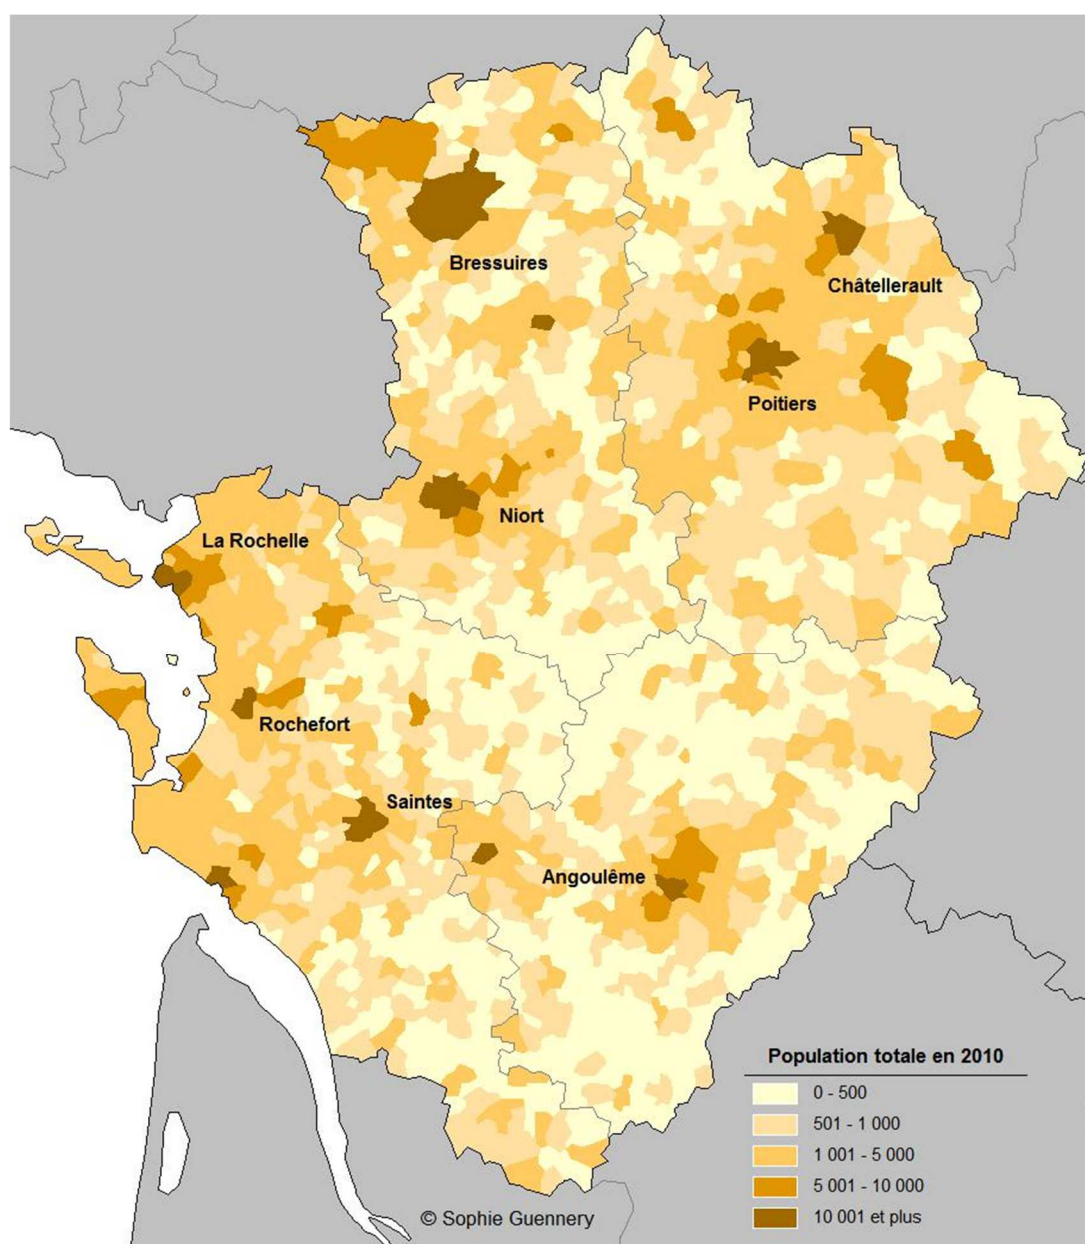 Bressuires
Châtellerault
Poitiers
Niort
La Rochelle
Rochefort
Saintes
Angoulême
Population totale en 2010
0 - 500
501 - 1 000
1 001 - 5 000
5 001 - 10 000
10 001 et plus
© Sophie Guennery